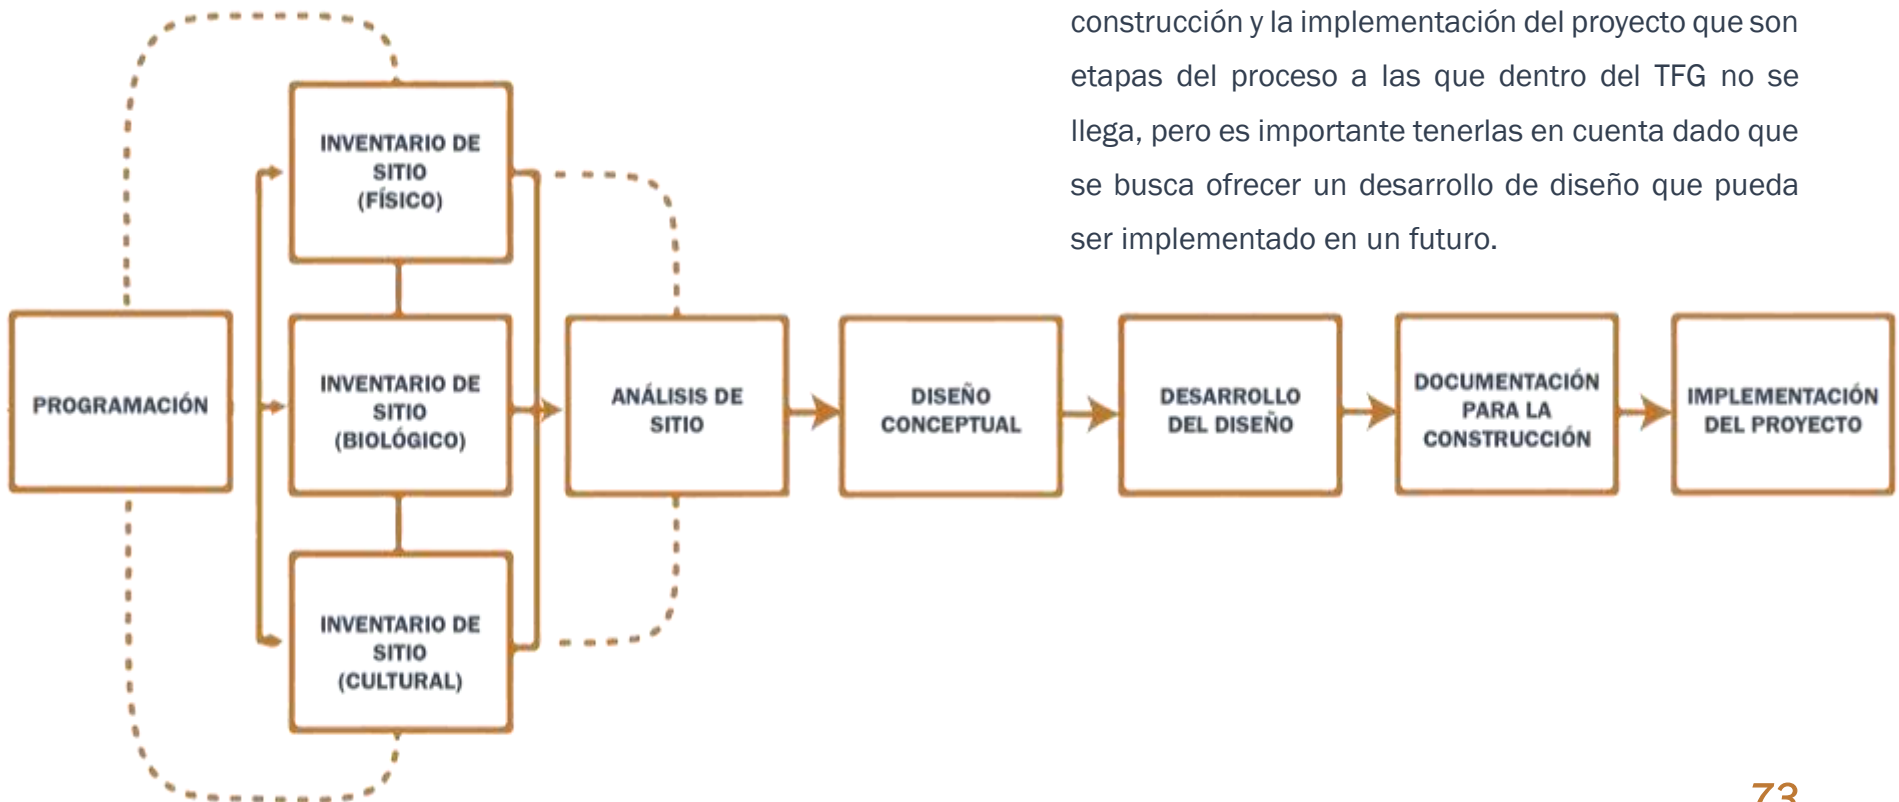 construcción y la implementación del proyecto que son
etapas del proceso a las que dentro del TFG no se
llega, pero es importante tenerlas en cuenta dado que
se busca ofrecer un desarrollo de diseño que pueda
ser implementado en un futuro.
PROGRAMACIÓN
INVENTARIO DE
SITIO
(FÍSICO)
INVENTARIO DE
SITIO
(BIOLÓGICO)
INVENTARIO DE
SITIO
(CULTURAL)
ANÁLISIS DE
SITIO
DISEÑO
CONCEPTUAL
DESARROLLO
DEL DISEÑO
DOCUMENTACIÓN
PARA LA
CONSTRUCCIÓN
IMPLEMENTACIÓN
DEL PROYECTO
73